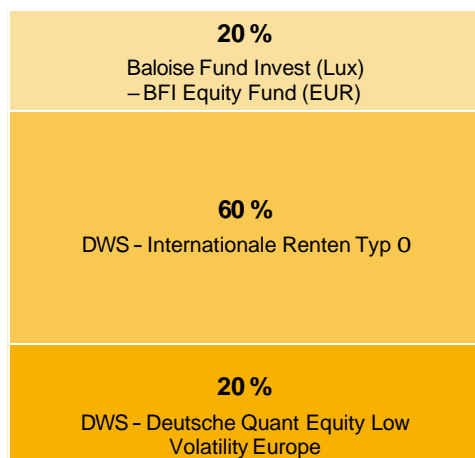 20 %
Baloise Fund Invest (Lux)
– BFI Equity Fund (EUR)
60 %
DWS – Internationale Renten Typ O
20 %
DWS – Deutsche Quant Equity Low
Volatility Europe